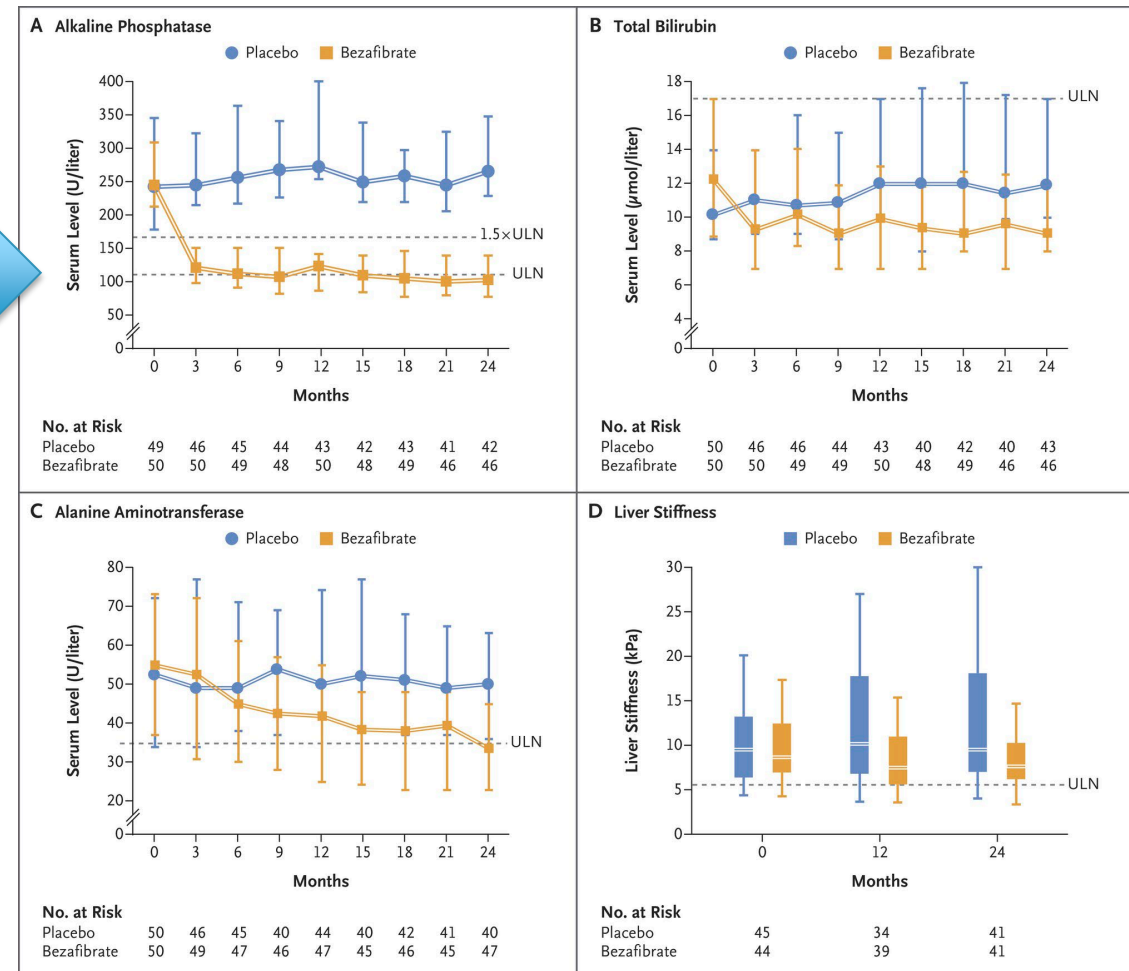 A Alkaline Phosphatase
Placebo Bezafibrate
Serum Level (U/liter)
400
350
300
250
200
150
100
50
0
1.5×ULN
ULN
0 3 6 9 12 15 18 21 24
Months
No. at Risk
Placebo 49 46 45 44 43 42 43 41 42
Bezafibrate 50 50 49 48 50 48 49 46 46
B Total Bilirubin
Placebo Bezafibrate
Serum Level (µmol/liter)
18
16
14
12
10
8
6
4
0
ULN
0 3 6 9 12 15 18 21 24
Months
No. at Risk
Placebo 50 46 46 44 43 40 42 40 43
Bezafibrate 50 50 49 49 50 48 49 46 46
C Alanine Aminotransferase
Placebo Bezafibrate
Serum Level (U/liter)
80
70
60
50
40
30
20
0
ULN
0 3 6 9 12 15 18 21 24
Months
No. at Risk
Placebo 50 46 45 40 44 40 42 41 40
Bezafibrate 50 49 47 46 47 45 46 45 47
D Liver Stiffness
Placebo Bezafibrate
Liver Stiffness (kPa)
30
25
20
15
10
5
0
ULN
0 12 24
Months
No. at Risk
Placebo 45 34 41
Bezafibrate 44 39 41